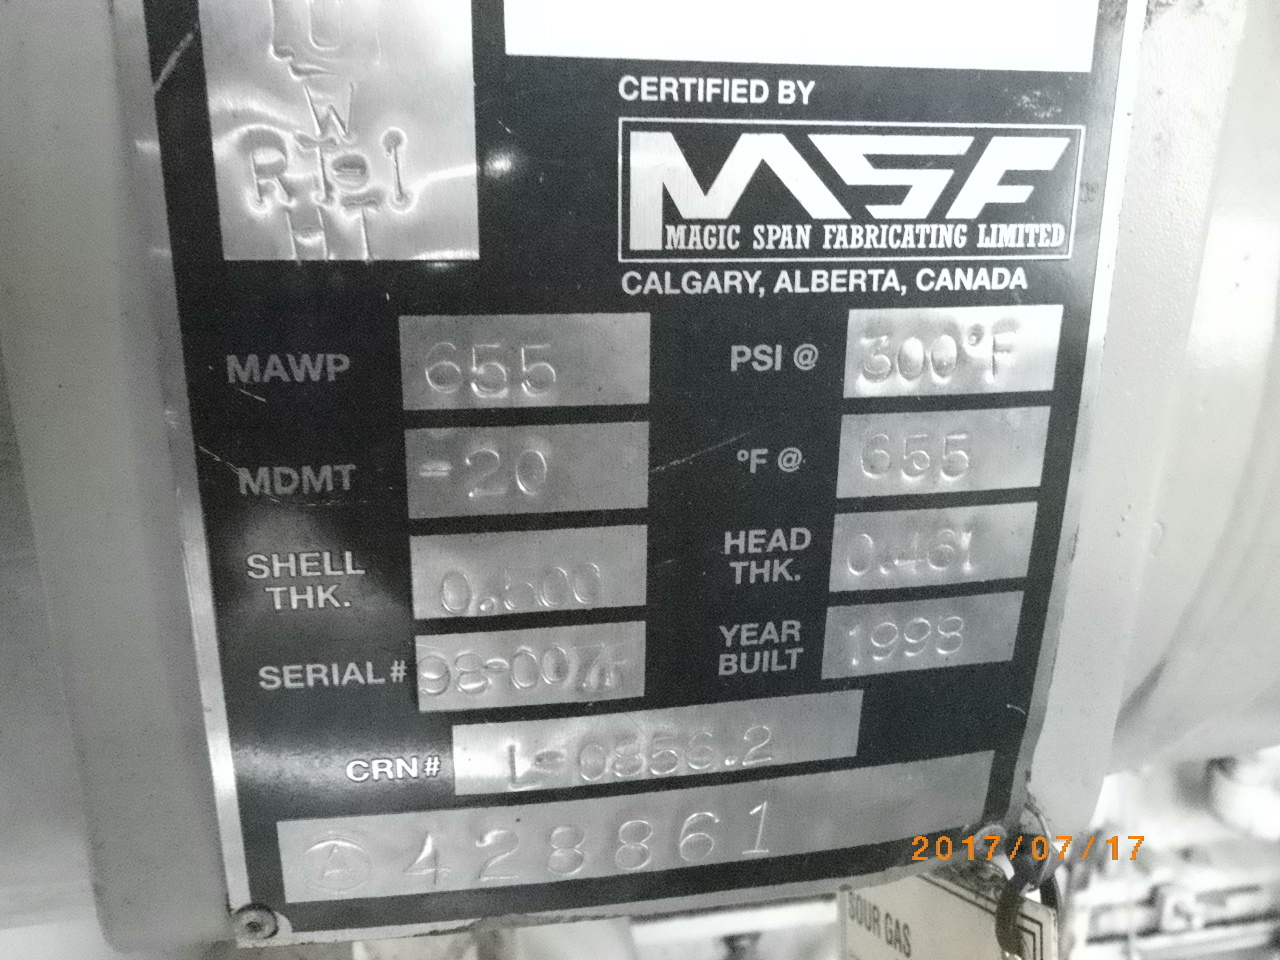 U
W
RT-1
HT
CERTIFIED BY
MSF
MAGIC SPAN FABRICATING LIMITED
CALGARY, ALBERTA, CANADA
MAWP 655 PSI @ 300°F
MDMT -20 °F @ 655
SHELL THK. 0.500 HEAD THK. 0.461
SERIAL # YEAR BUILT 1998
CRN # L-0856.2
A 428861
2017/07/17
SOUR GAS